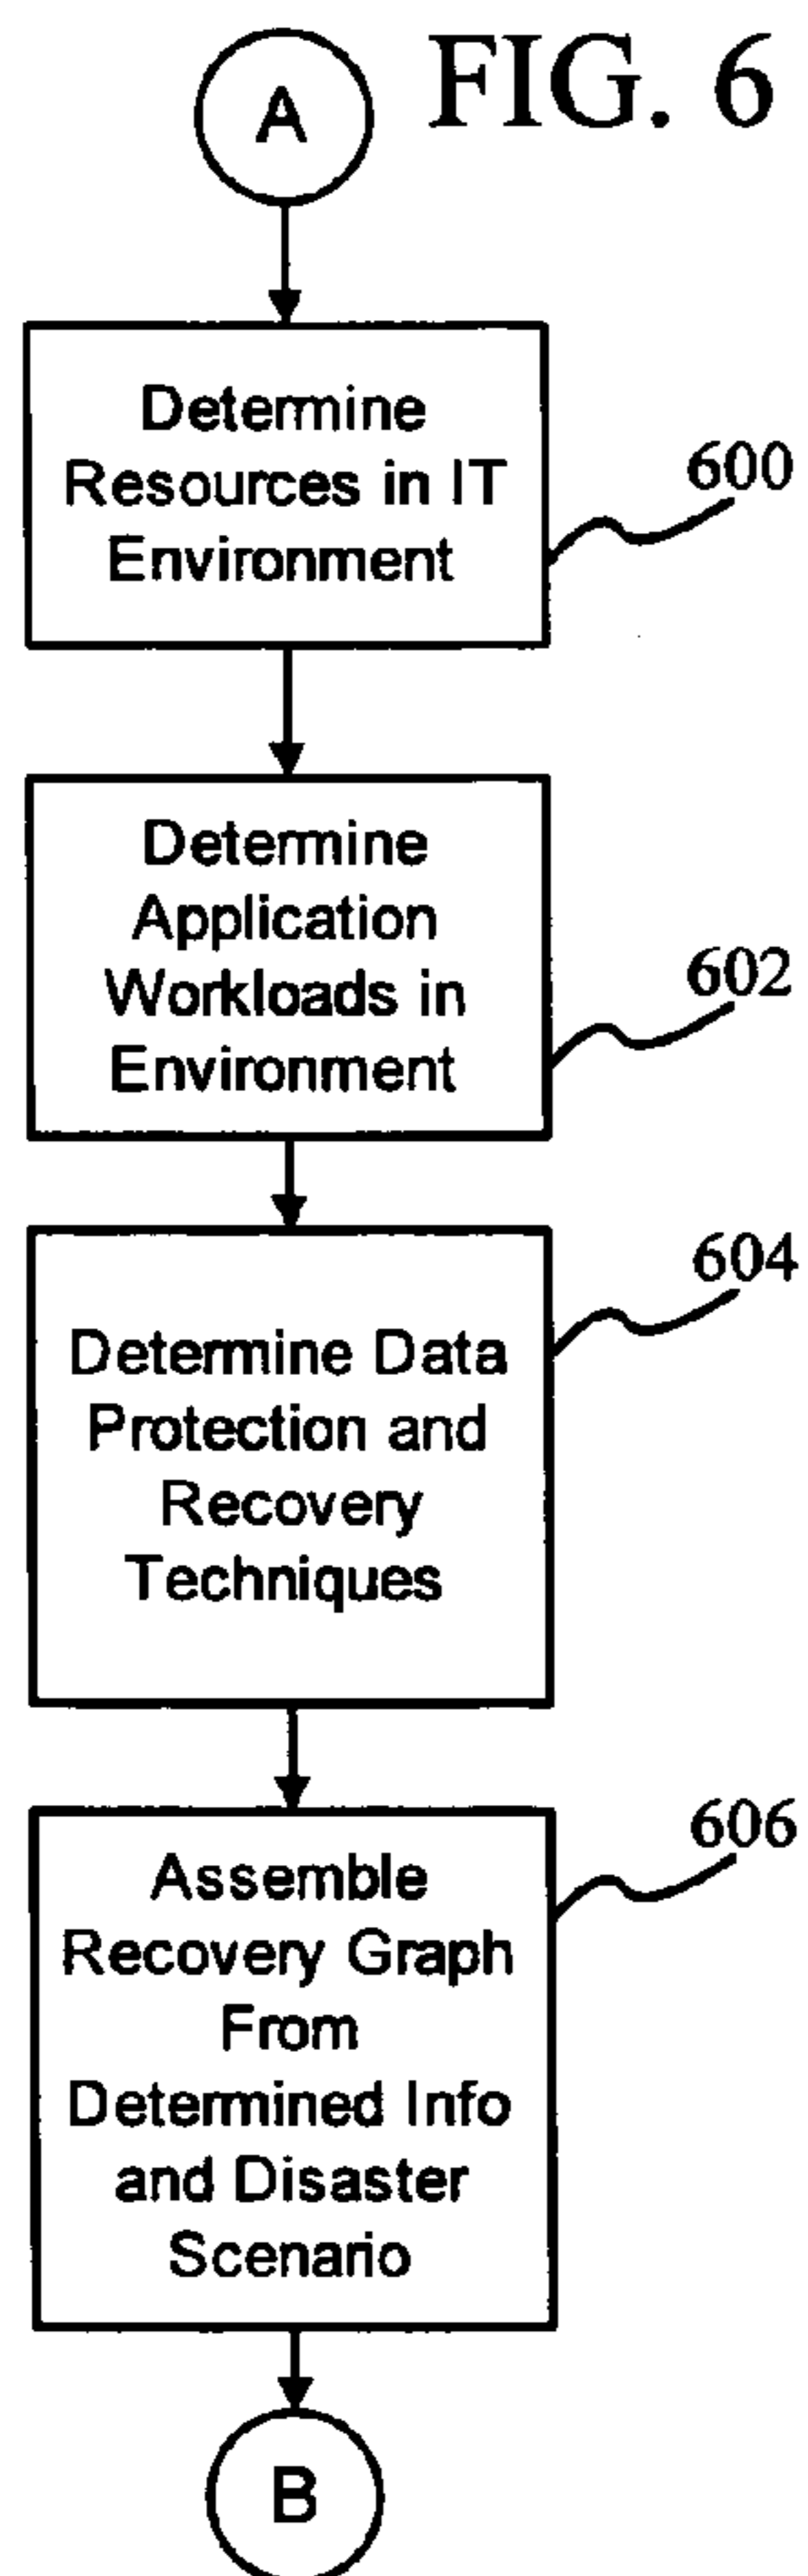 A
FIG. 6
Determine
Resources in IT
Environment
600
Determine
Application
Workloads in
Environment
602
Determine Data
Protection and
Recovery
Techniques
604
Assemble
Recovery Graph
From
Determined Info
and Disaster
Scenario
606
B